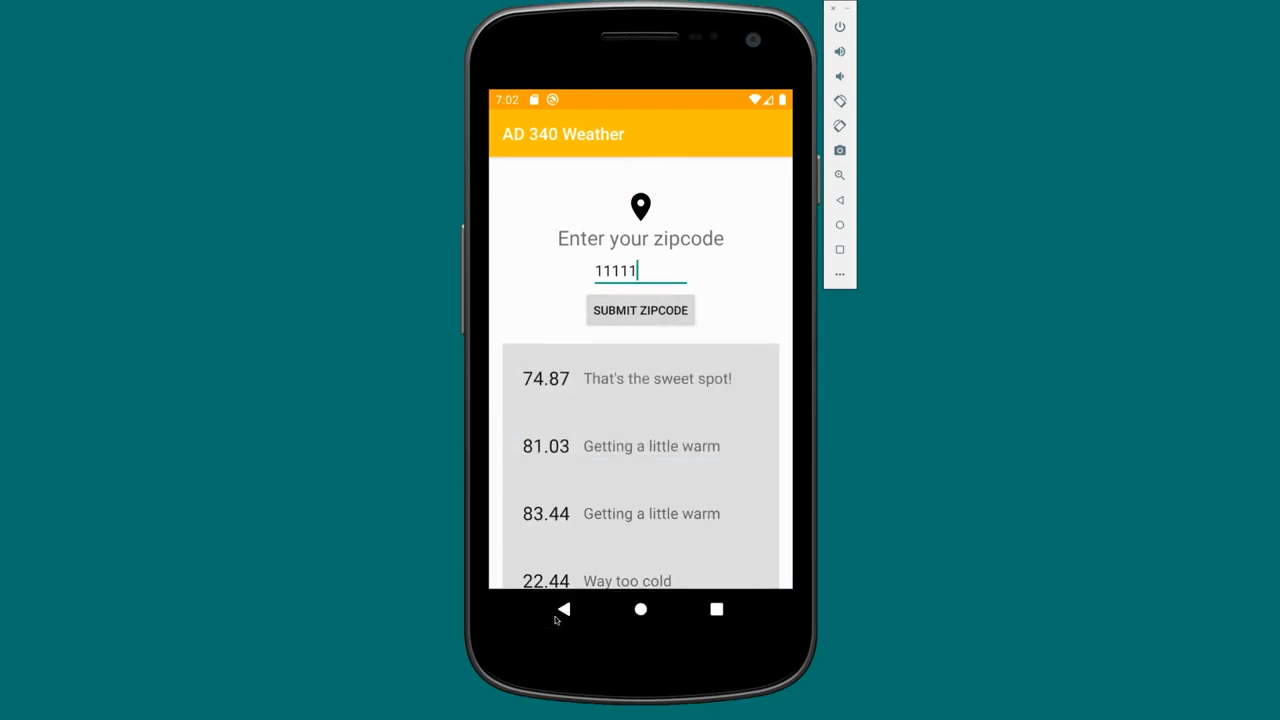 7:02
AD 340 Weather
Enter your zipcode
11111
SUBMIT ZIPCODE
74.87 That's the sweet spot!
81.03 Getting a little warm
83.44 Getting a little warm
22.44 Way too cold